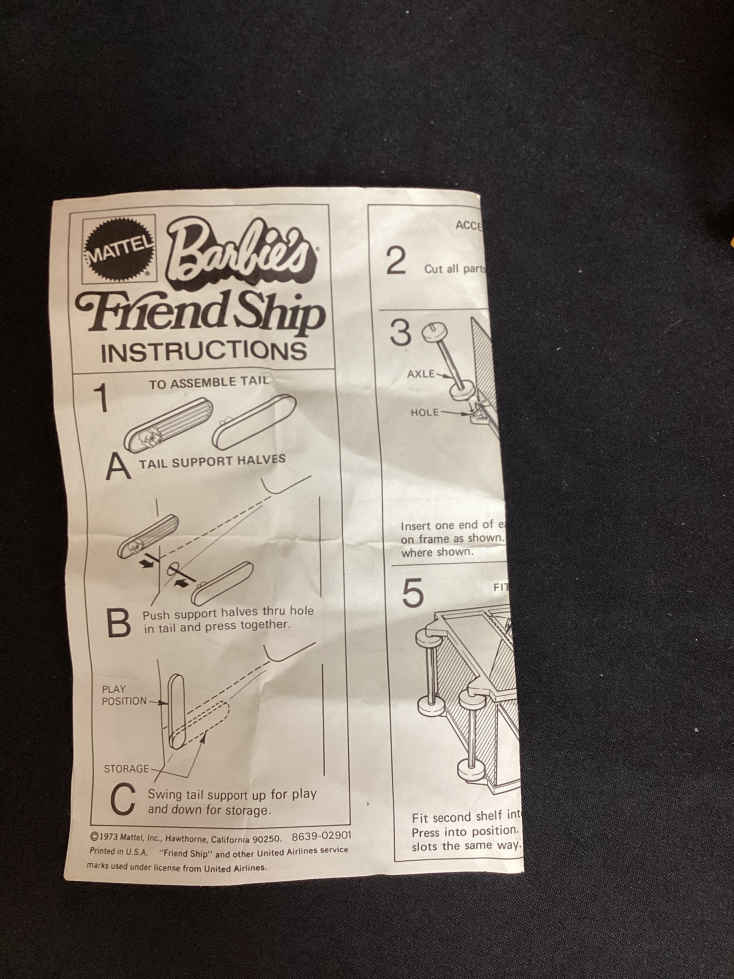 MATTEL
Barbie's
Friend Ship
INSTRUCTIONS
1
TO ASSEMBLE TAIL
A TAIL SUPPORT HALVES
B Push support halves thru hole
in tail and press together.
PLAY
POSITION
STORAGE
C Swing tail support up for play
and down for storage.
©1973 Mattel, Inc., Hawthorne, California 90250. 8639-02901
Printed in U.S.A. "Friend Ship" and other United Airlines service
marks used under license from United Airlines.
ACCE
2 Cut all parts
3
AXLE
HOLE
Insert one end of
on frame as shown.
where shown.
5
FIT
Fit second shelf int
Press into position.
slots the same way.